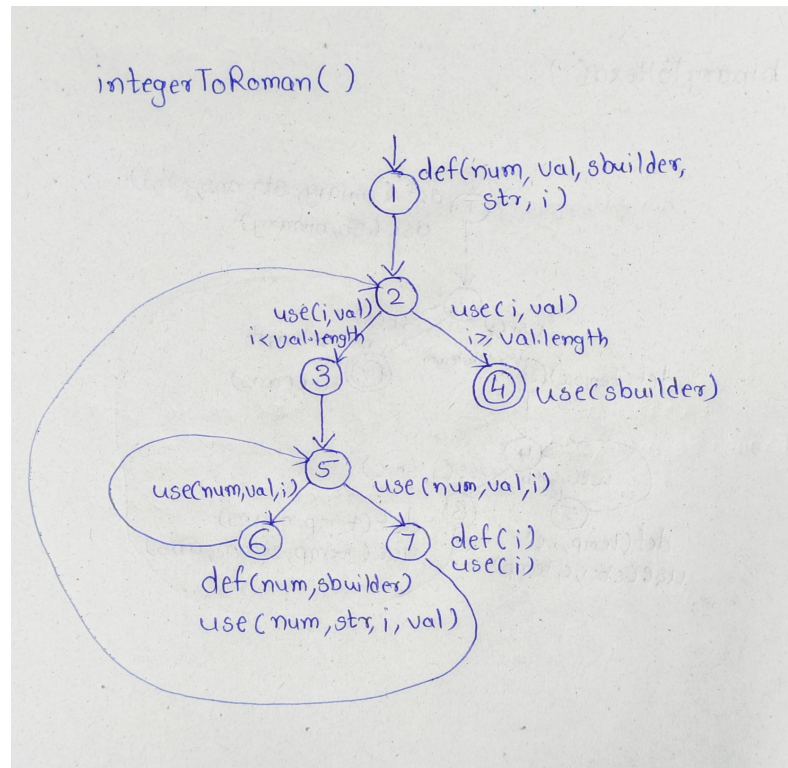 integerToRoman()
def(num, val, sbuilder,
str, i)
1
2
use(i, val)
i<val.length
use(i, val)
i≥ val.length
3
4
use(sbuilder)
5
use(num,val,i)
use(num,val,i)
6
7
def(i)
use(i)
def(num,sbuilder)
use(num,str,i,val)